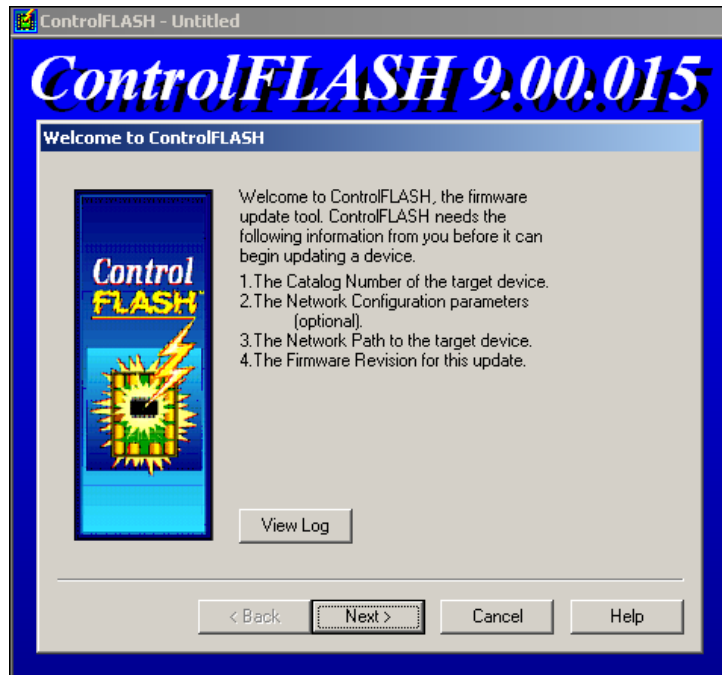 ControlFLASH - Untitled
ControlFLASH 9.00.015
Welcome to ControlFLASH
Control
FLASH
Welcome to ControlFLASH, the firmware
update tool. ControlFLASH needs the
following information from you before it can
begin updating a device.
1.The Catalog Number of the target device.
2.The Network Configuration parameters
(optional).
3.The Network Path to the target device.
4.The Firmware Revision for this update.
View Log
< Back
Next >
Cancel
Help